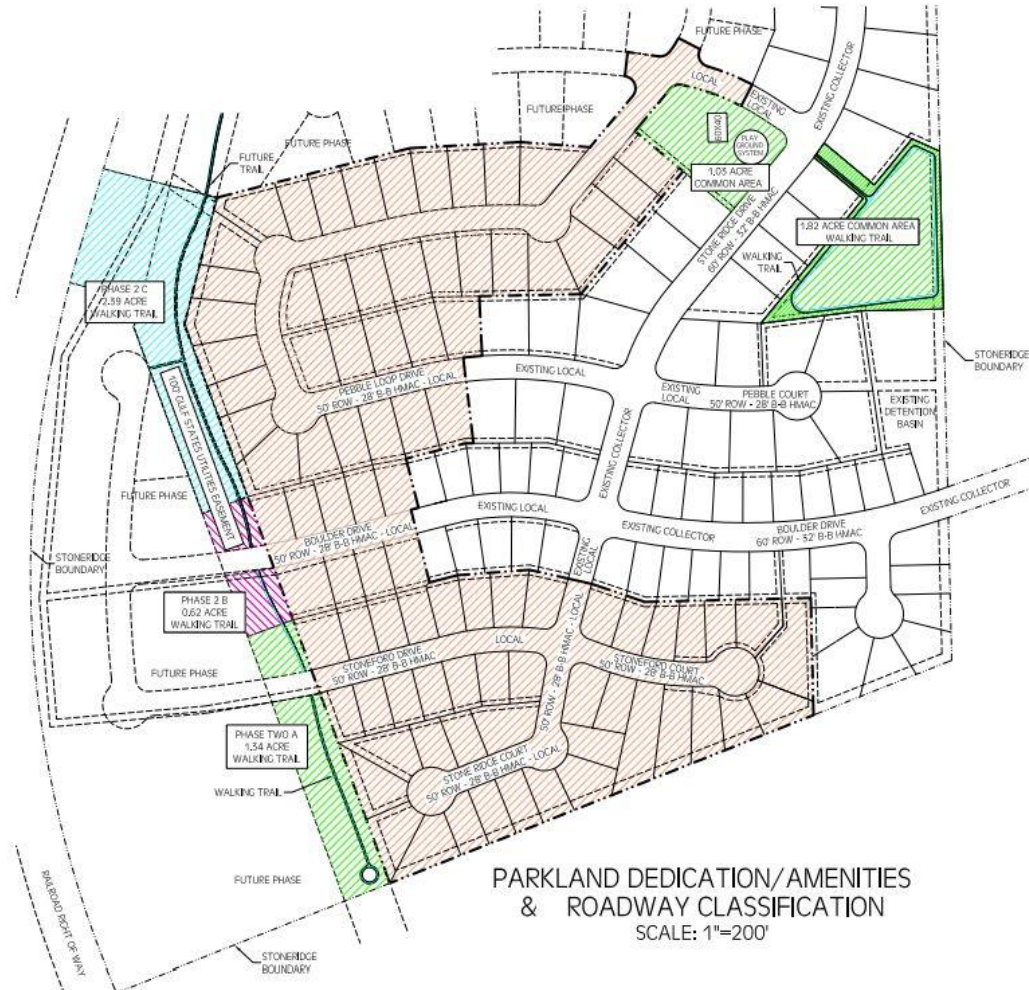 FUTURE PHASE
LOCAL
EXISTING
LOCAL
EXISTING COLLECTOR
FUTURE PHASE
60X40
PLAY
GROUND
SYSTEM
FUTURE PHASE
FUTURE
TRAIL
1.03 ACRE
COMMON AREA
STONE RIDGE DRIVE
60' ROW - 32' B-B HMAC
1.82 ACRE COMMON AREA
WALKING TRAIL
WALKING
TRAIL
PHASE 2 C
2.59 ACRE
WALKING TRAIL
STONERIDGE
BOUNDARY
EXISTING LOCAL
PEBBLE LOOP DRIVE
50' ROW - 28' B-B HMAC - LOCAL
EXISTING
LOCAL
PEBBLE COURT
50' ROW - 28' B-B HMAC
EXISTING
DETENTION
BASIN
100' GULF STATES UTILITIES EASEMENT
EXISTING COLLECTOR
FUTURE PHASE
EXISTING LOCAL
EXISTING COLLECTOR
BOULDER DRIVE
60' ROW - 32' B-B HMAC
EXISTING COLLECTOR
BOULDER DRIVE
50' ROW - 28' B-B HMAC - LOCAL
STONERIDGE
BOUNDARY
EXISTING
LOCAL
PHASE 2 B
0.62 ACRE
WALKING TRAIL
STONEFORD DRIVE
50' ROW - 28' B-B HMAC
LOCAL
50' ROW - 28' B-B HMAC - LOCAL
STONEFORD COURT
50' ROW - 28' B-B HMAC
FUTURE PHASE
PHASE TWO A
1.34 ACRE
WALKING TRAIL
STONE RIDGE COURT
50' ROW - 28' B-B HMAC - LOCAL
WALKING TRAIL
FUTURE PHASE
RAILROAD RIGHT OF WAY
STONERIDGE
BOUNDARY
PARKLAND DEDICATION/AMENITIES
& ROADWAY CLASSIFICATION
SCALE: 1"=200'